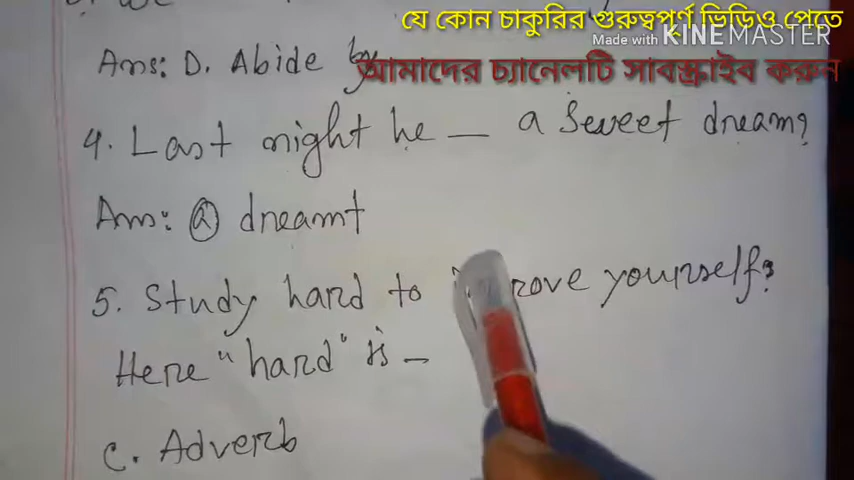 যে কোন চাকুরির গুরুত্বপূর্ণ ভিডিও পেতে
Made with KINEMASTER
Ans: D. Abide by
আমাদের চ্যানেলটি সাবস্ক্রাইব করুন
4. Last night he — a sweet dream?
Ans: ⓐ dreamt
5. Study hard to yourself?
Here "hard" is —
C. Adverb